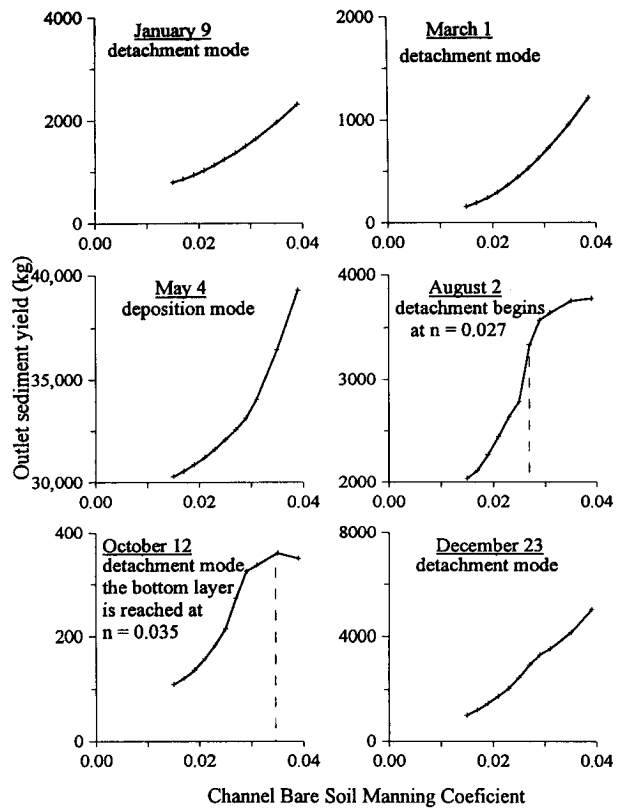 4000
2000
0
0.00
0.02
0.04
January 9
detachment mode
2000
1000
0
0.00
0.02
0.04
March 1
detachment mode
Outlet sediment yield (kg)
40,000
35,000
30,000
0.00
0.02
0.04
May 4
deposition mode
4000
3000
2000
0.00
0.02
0.04
August 2
detachment begins
at n = 0.027
400
200
0
0.00
0.02
0.04
October 12
detachment mode
the bottom layer
is reached at
n = 0.035
8000
4000
0
0.00
0.02
0.04
December 23
detachment mode
Channel Bare Soil Manning Coeficient